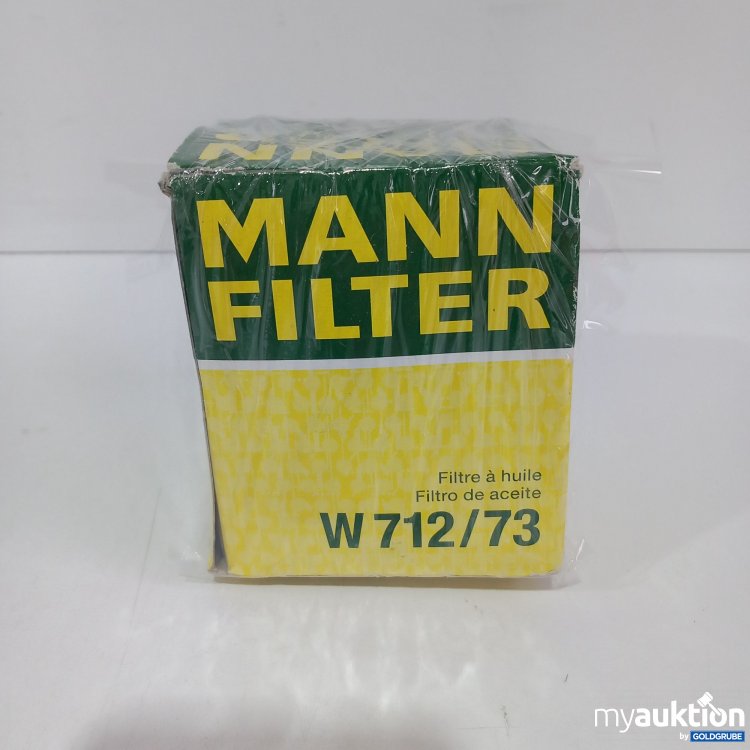 MANN
FILTER
Filtre à huile
Filtro de aceite
W 712/73
myauktion
by GOLDGRUBE